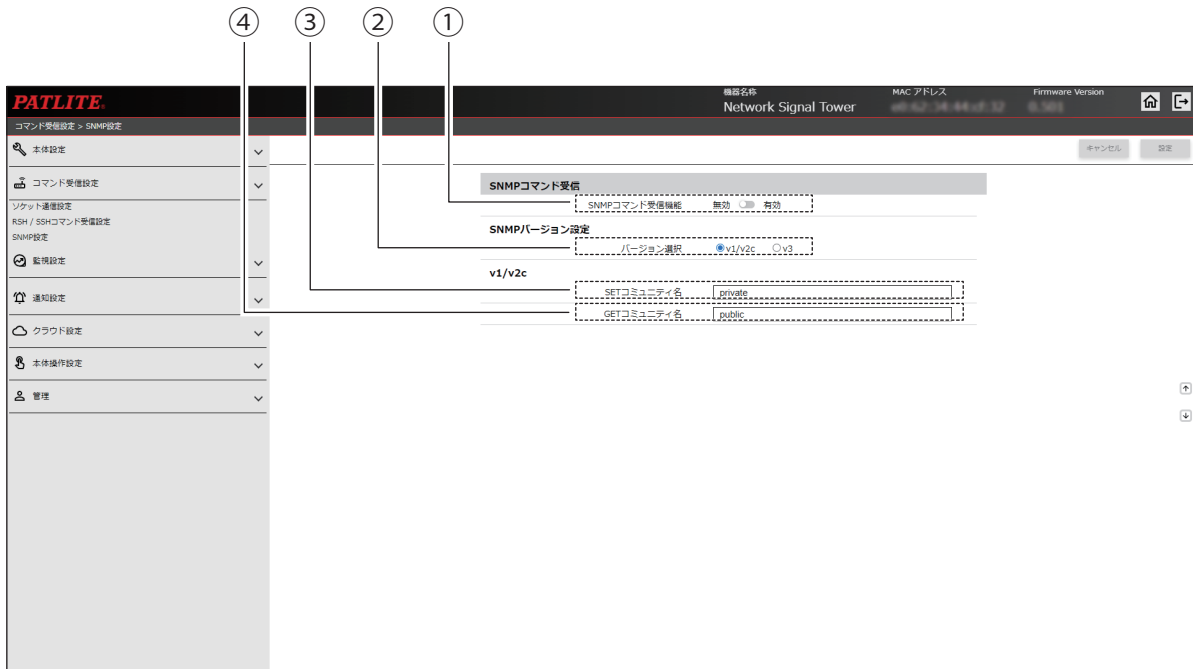 ④ ③ ② ①
PATLITE®
機器名称
Network Signal Tower
MAC アドレス
Firmware Version
コマンド受信設定 > SNMP設定
キャンセル 設定
本体設定
コマンド受信設定
ソケット通信設定
RSH / SSHコマンド受信設定
SNMP設定
監視設定
通知設定
クラウド設定
本体操作設定
管理
SNMPコマンド受信
SNMPコマンド受信機能 無効 有効
SNMPバージョン設定
バージョン選択 v1/v2c v3
v1/v2c
SETコミュニティ名 private
GETコミュニティ名 public